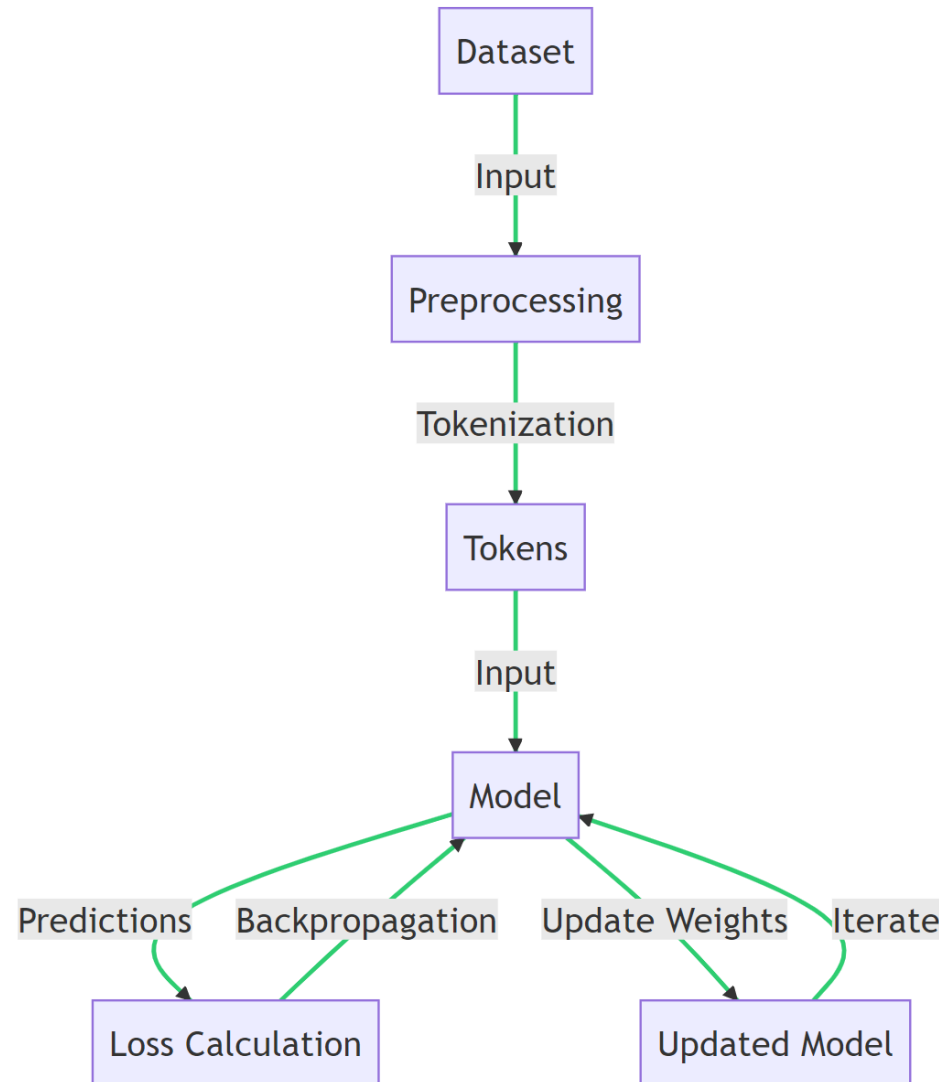 Dataset
Input
Preprocessing
Tokenization
Tokens
Input
Model
Predictions
Backpropagation
Update Weights
Iterate
Loss Calculation
Updated Model